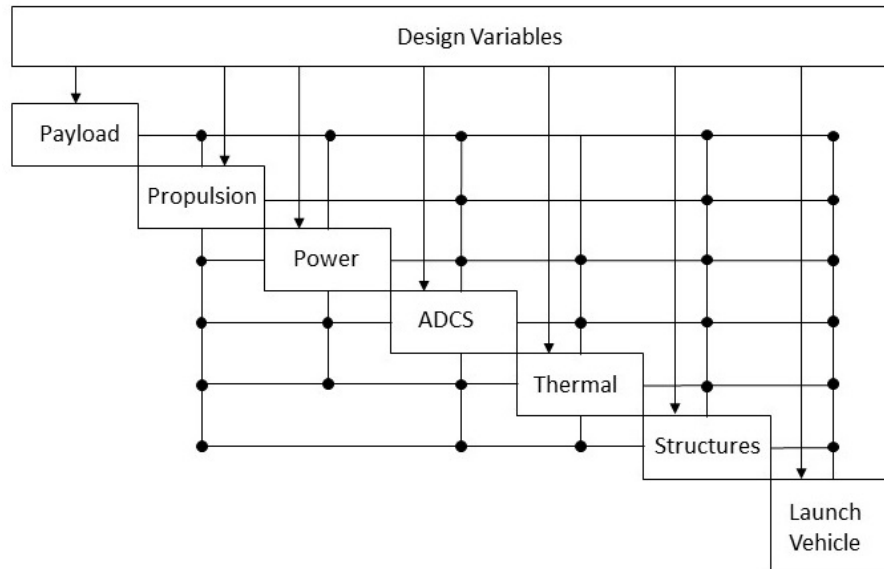 Design Variables
Payload
Propulsion
Power
ADCS
Thermal
Structures
Launch
Vehicle